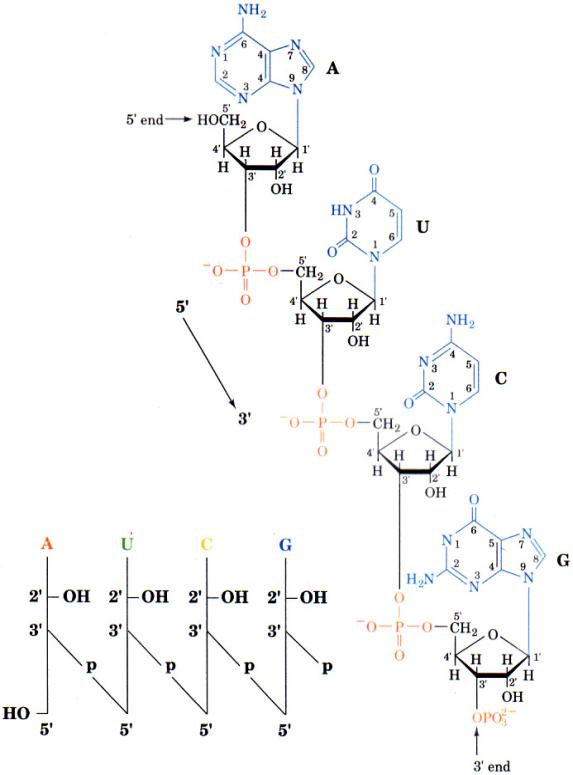 NH₂
6
N 1 4 7 N
2 4 8
3 N 9 N
A
5' end
5'
HOCH₂ O
4' H H 1'
H 3' 2' H
OH
O
4
HN 3 5
U
2 1 6
O N
O
⁻O—P—O—CH₂ O
5'
O
4' H H 1'
H 3' 2' H
OH
5'
3'
NH₂
4
N 3 5
C
2 1 6
O N
O
⁻O—P—O—CH₂ O
5'
O
4' H H 1'
H 3' 2' H
OH
O
6
N 1 5 7 N
8
G
H₂N 2 N 3 4 9 N
O
⁻O—P—O—CH₂ O
5'
O
4' H H 1'
H 3' 2' H
OH
OPO₃²⁻
3' end
A U C G
2' OH 2' OH 2' OH 2' OH
3' 3' 3' 3'
p p p p
HO
5' 5' 5' 5'